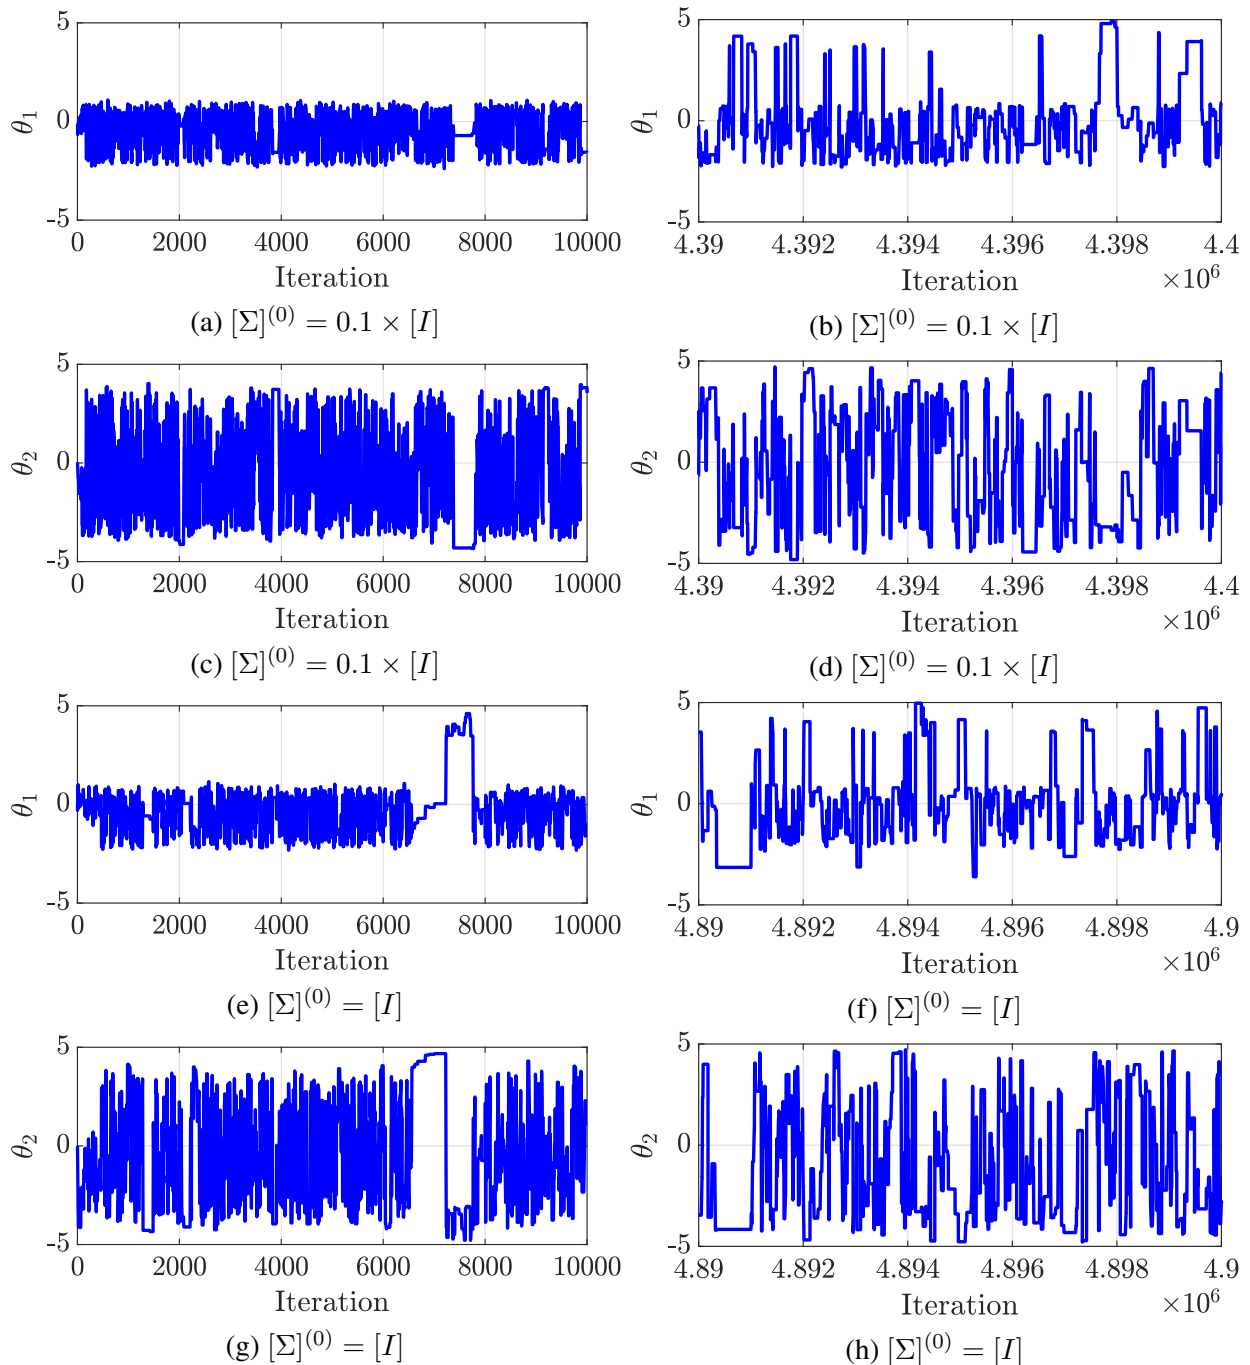 5
0
-5
θ1
0 2000 4000 6000 8000 10000
Iteration
(a) [Σ]^(0) = 0.1 × [I]
5
0
-5
θ1
4.39 4.392 4.394 4.396 4.398 4.4
Iteration ×10^6
(b) [Σ]^(0) = 0.1 × [I]
5
0
-5
θ2
0 2000 4000 6000 8000 10000
Iteration
(c) [Σ]^(0) = 0.1 × [I]
5
0
-5
θ2
4.39 4.392 4.394 4.396 4.398 4.4
Iteration ×10^6
(d) [Σ]^(0) = 0.1 × [I]
5
0
-5
θ1
0 2000 4000 6000 8000 10000
Iteration
(e) [Σ]^(0) = [I]
5
0
-5
θ1
4.89 4.892 4.894 4.896 4.898 4.9
Iteration ×10^6
(f) [Σ]^(0) = [I]
5
0
-5
θ2
0 2000 4000 6000 8000 10000
Iteration
(g) [Σ]^(0) = [I]
5
0
-5
θ2
4.89 4.892 4.894 4.896 4.898 4.9
Iteration ×10^6
(h) [Σ]^(0) = [I]